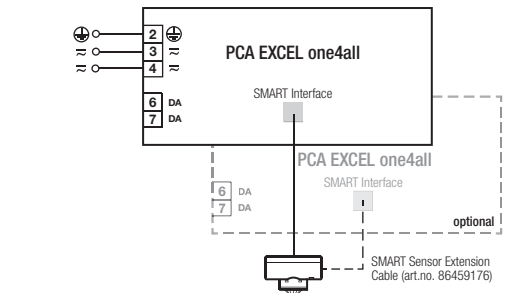 2
≂ 3 ≂
≂ 4 ≂
PCA EXCEL one4all
SMART Interface
6 DA
7 DA
PCA EXCEL one4all
SMART Interface
6 DA
7 DA
optional
SMART Sensor Extension
Cable (art.no. 86459176)